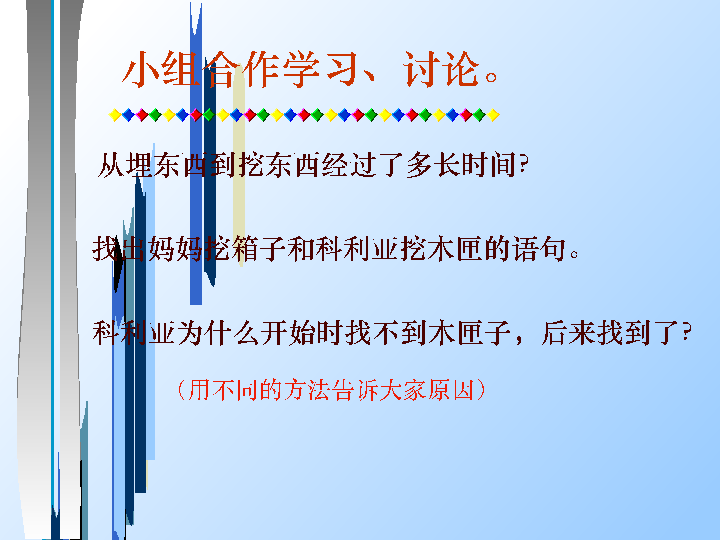 小组合作学习、讨论。
从埋东西到挖东西经过了多长时间?
找出妈妈挖箱子和科利亚挖木匣的语句。
科利亚为什么开始时找不到木匣子，后来找到了?
（用不同的方法告诉大家原因）